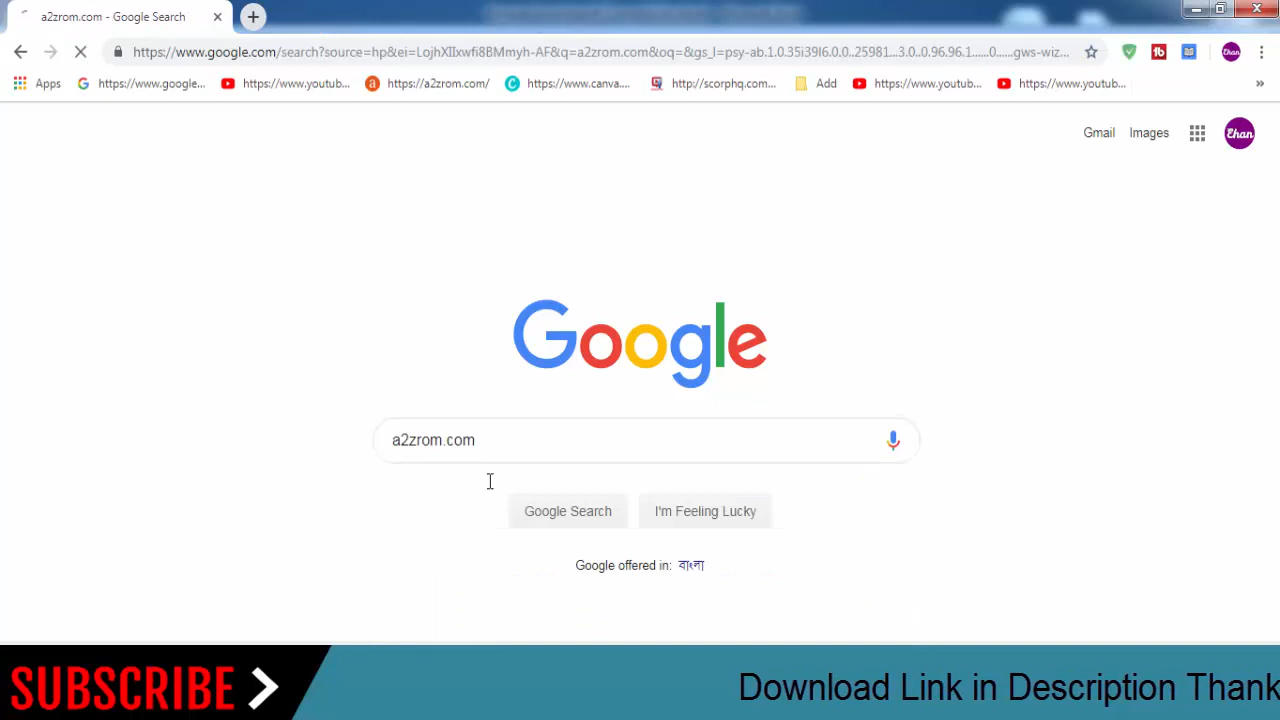 a2zrom.com - Google Search
https://www.google.com/search?source=hp&ei=LojhXIIxwfi8BMmyh-AF&q=a2zrom.com&oq=&gs_l=psy-ab.1.0.35i39l6.0.0..25981...3.0..0.96.96.1......0......gws-wiz...
Apps https://www.google... https://www.youtub... https://a2zrom.com/ https://www.canva.... http://scorphq.com... Add https://www.youtub... https://www.youtub... »
Gmail Images Ehan
Google
a2zrom.com
Google Search I'm Feeling Lucky
Google offered in: বাংলা
SUBSCRIBE Download Link in Description Thank